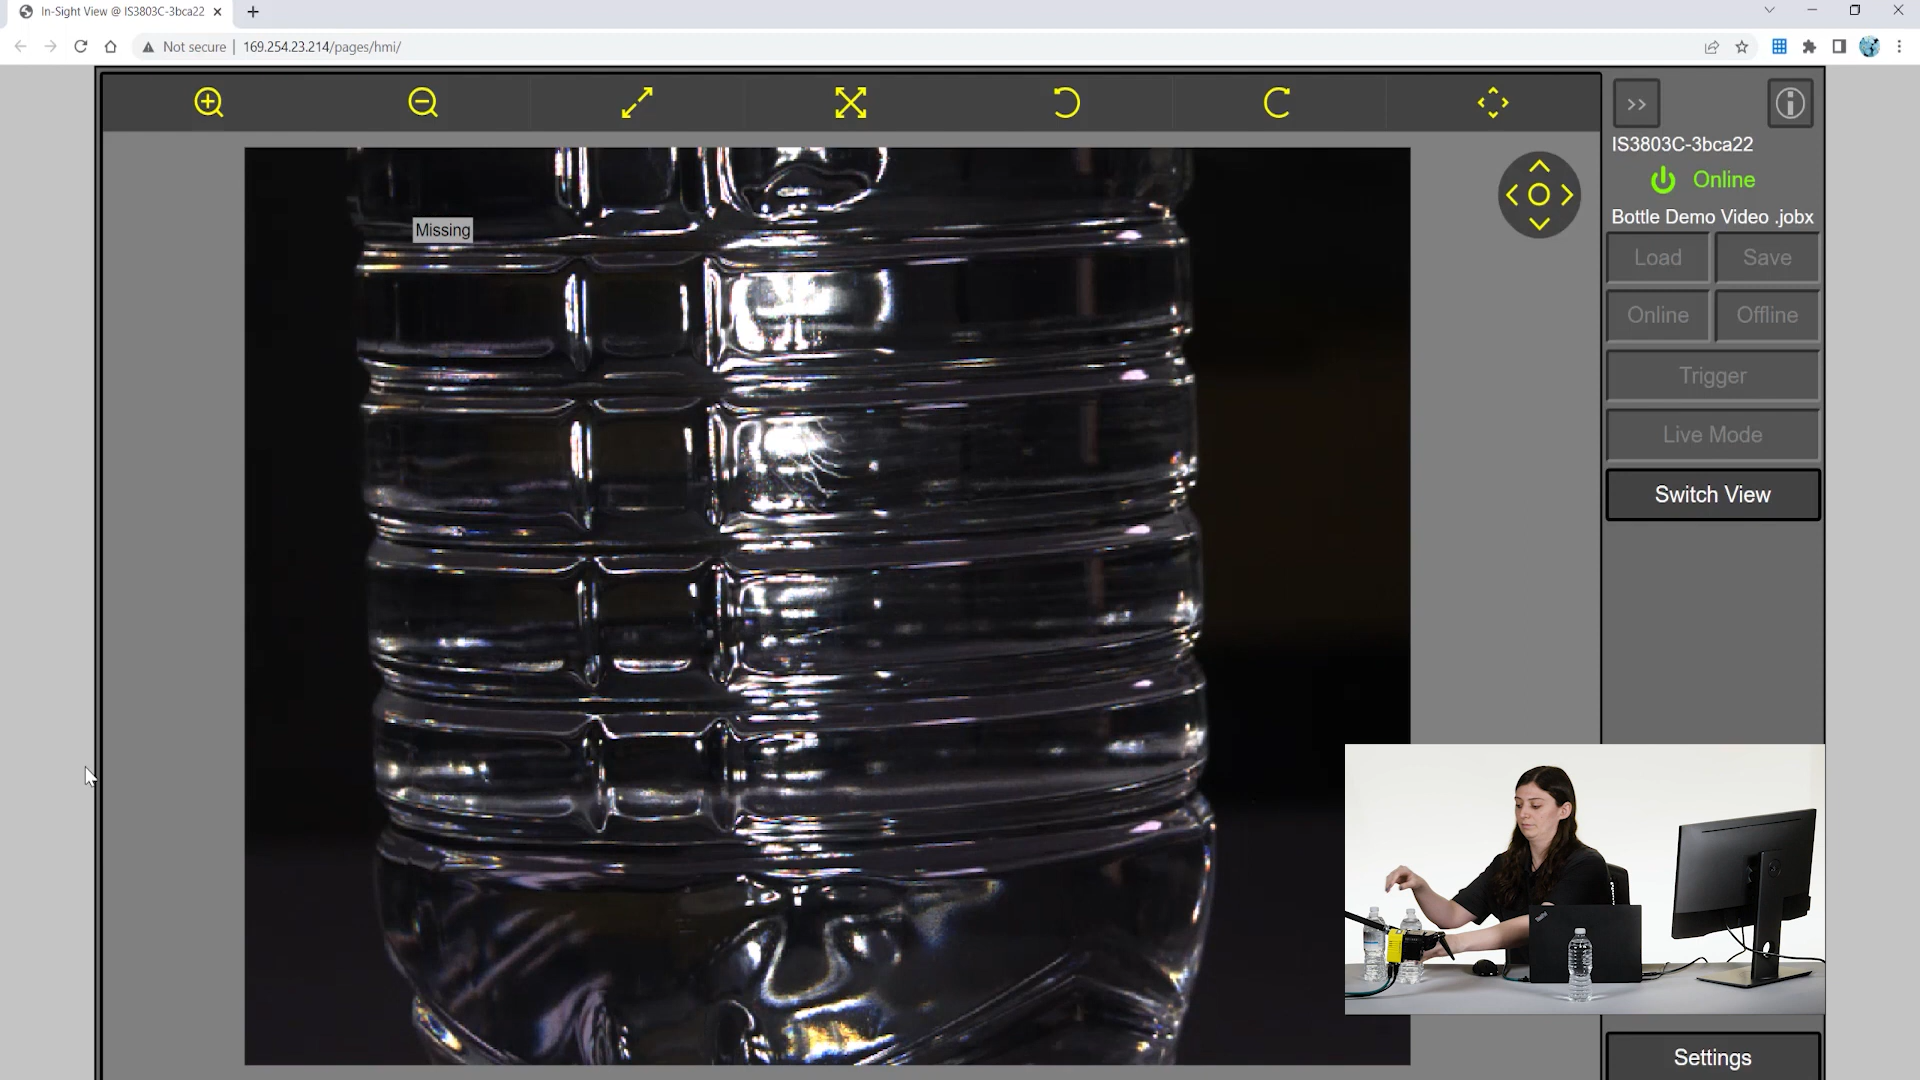 In-Sight View @ IS3803C-3bca22
Not secure
169.254.23.214/pages/hmi/
>>
IS3803C-3bca22
Online
Bottle Demo Video .jobx
Missing
Load
Save
Online
Offline
Trigger
Live Mode
Switch View
Settings